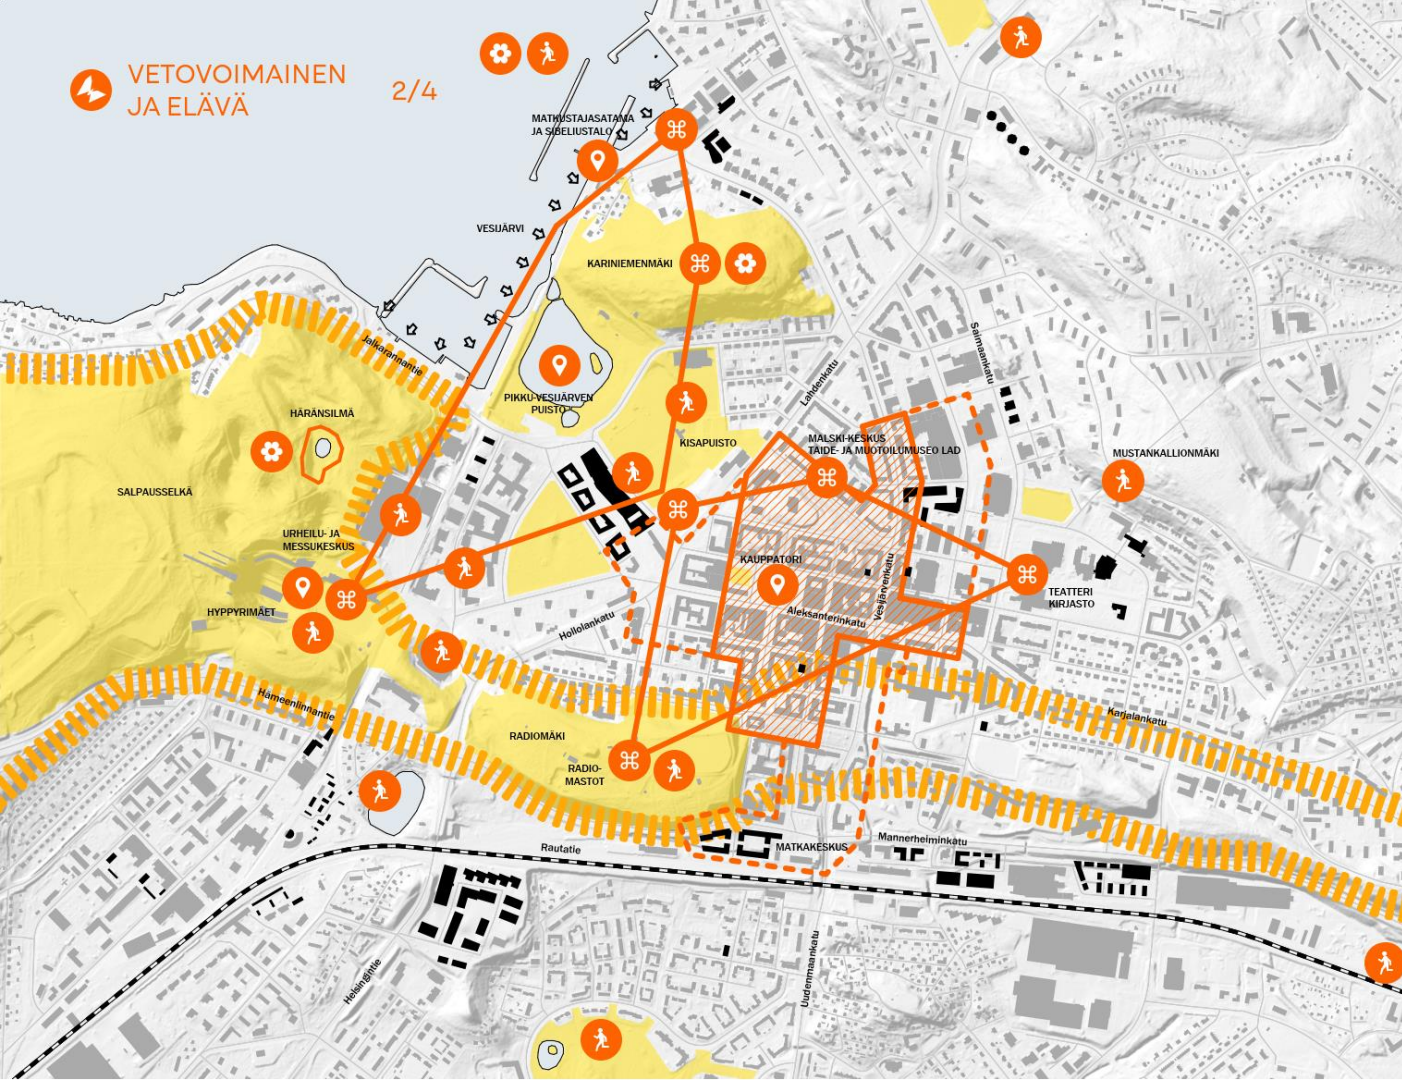 VETOVOIMAINEN
JA ELÄVÄ
2/4
MATKUSTAJASATAMA
JA SIBELIUSTALO
VESIJÄRVI
KARINIEMENMÄKI
Jalkarannantie
Saimaankatu
Lahdenkatu
PIKKU-VESIJÄRVEN
PUISTO
HÄRÄNSILMÄ
KISAPUISTO
MALSKI-KESKUS
TAIDE- JA MUOTOILUMUSEO LAD
MUSTANKALLIONMÄKI
SALPAUSSELKÄ
URHEILU- JA
MESSUKESKUS
KAUPPATORI
Vesijärvenkatu
TEATTERI
KIRJASTO
HYPPYRIMÄET
Aleksanterinkatu
Hollolankatu
Hämeenlinnantie
Karjalankatu
RADIOMÄKI
RADIO-
MASTOT
Rautatie
MATKAKESKUS
Mannerheiminkatu
Helsingintie
Uudenmaankatu